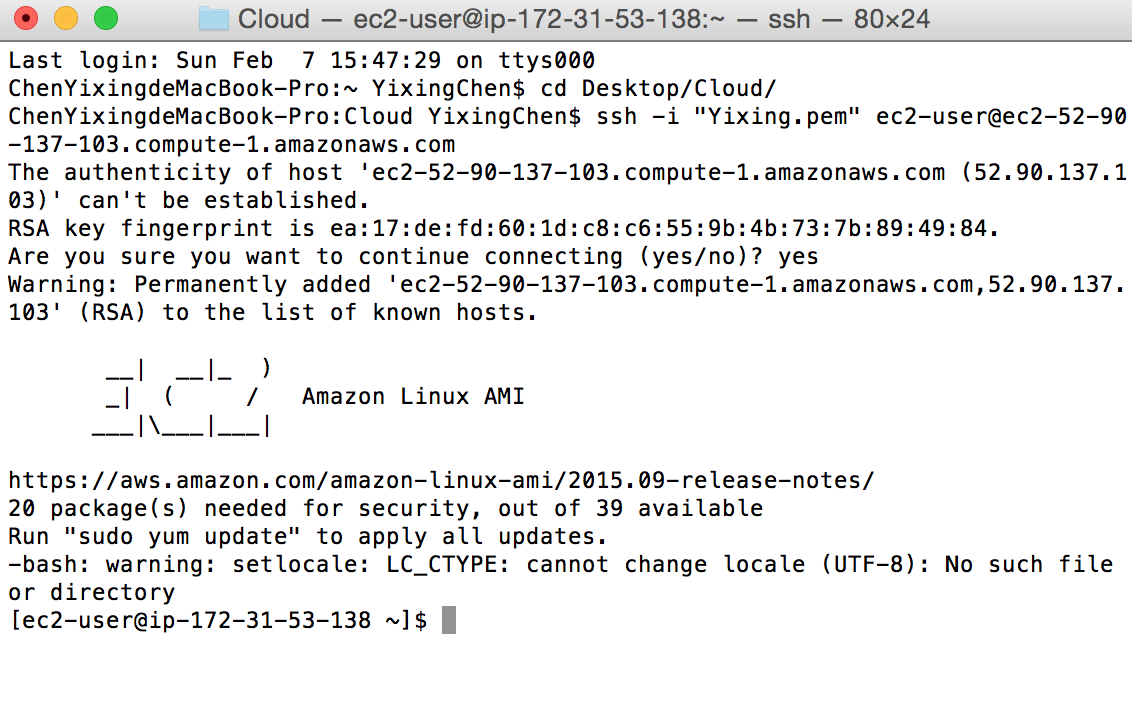 Cloud — ec2-user@ip-172-31-53-138:~ — ssh — 80×24
Last login: Sun Feb  7 15:47:29 on ttys000
ChenYixingdeMacBook-Pro:~ YixingChen$ cd Desktop/Cloud/
ChenYixingdeMacBook-Pro:Cloud YixingChen$ ssh -i "Yixing.pem" ec2-user@ec2-52-90
-137-103.compute-1.amazonaws.com
The authenticity of host 'ec2-52-90-137-103.compute-1.amazonaws.com (52.90.137.1
03)' can't be established.
RSA key fingerprint is ea:17:de:fd:60:1d:c8:c6:55:9b:4b:73:7b:89:49:84.
Are you sure you want to continue connecting (yes/no)? yes
Warning: Permanently added 'ec2-52-90-137-103.compute-1.amazonaws.com,52.90.137.
103' (RSA) to the list of known hosts.

       __|  __|_  )
       _|  (     /   Amazon Linux AMI
      ___|\___|___|

https://aws.amazon.com/amazon-linux-ami/2015.09-release-notes/
20 package(s) needed for security, out of 39 available
Run "sudo yum update" to apply all updates.
-bash: warning: setlocale: LC_CTYPE: cannot change locale (UTF-8): No such file
or directory
[ec2-user@ip-172-31-53-138 ~]$